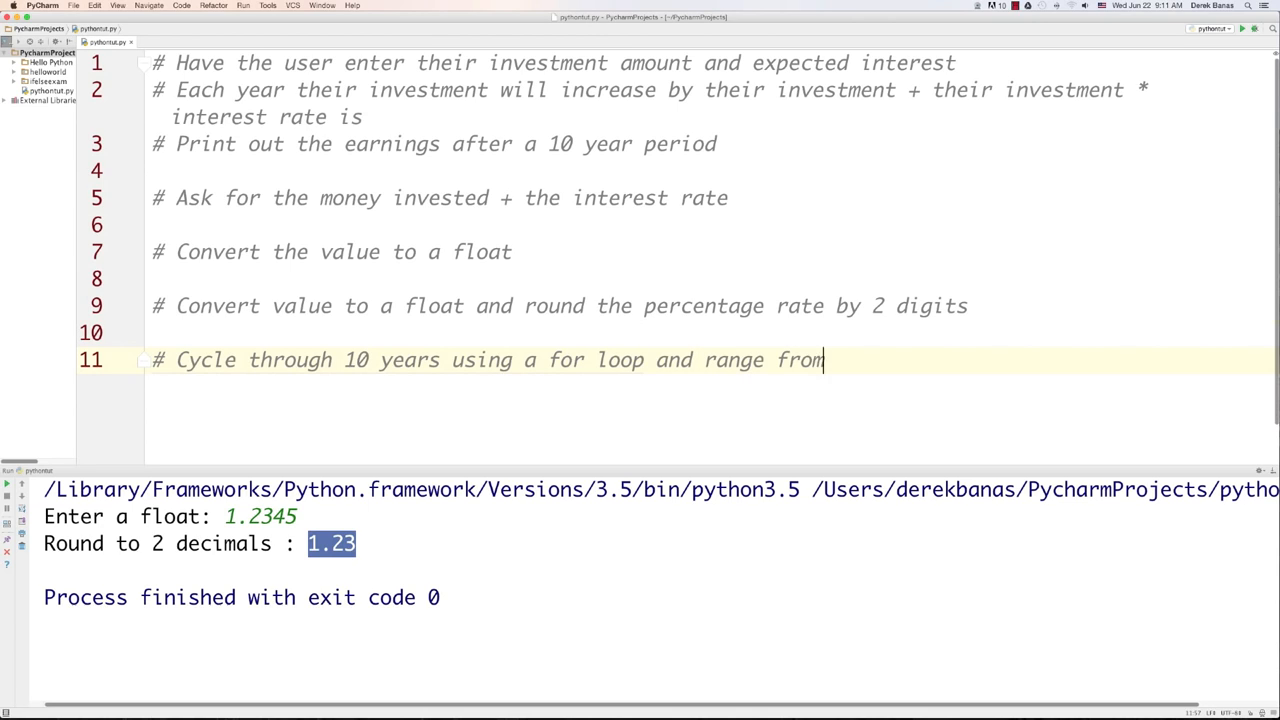 PyCharm File Edit View Navigate Code Refactor Run Tools VCS Window Help 10 Wed Jun 22 9:11 AM Derek Banas
pythontut.py - PycharmProjects - [~/PycharmProjects]
PycharmProjects pythontut.py pythontut
pythontut.py
PycharmProject
Hello Python
helloworld
ifelseexam
pythontut.py
External Librarie
1 # Have the user enter their investment amount and expected interest
2 # Each year their investment will increase by their investment + their investment *
interest rate is
3 # Print out the earnings after a 10 year period
4
5 # Ask for the money invested + the interest rate
6
7 # Convert the value to a float
8
9 # Convert value to a float and round the percentage rate by 2 digits
10
11 # Cycle through 10 years using a for loop and range from
Run pythontut
/Library/Frameworks/Python.framework/Versions/3.5/bin/python3.5 /Users/derekbanas/PycharmProjects/pytho
Enter a float: 1.2345
Round to 2 decimals : 1.23
Process finished with exit code 0
11:57 LF UTF-8